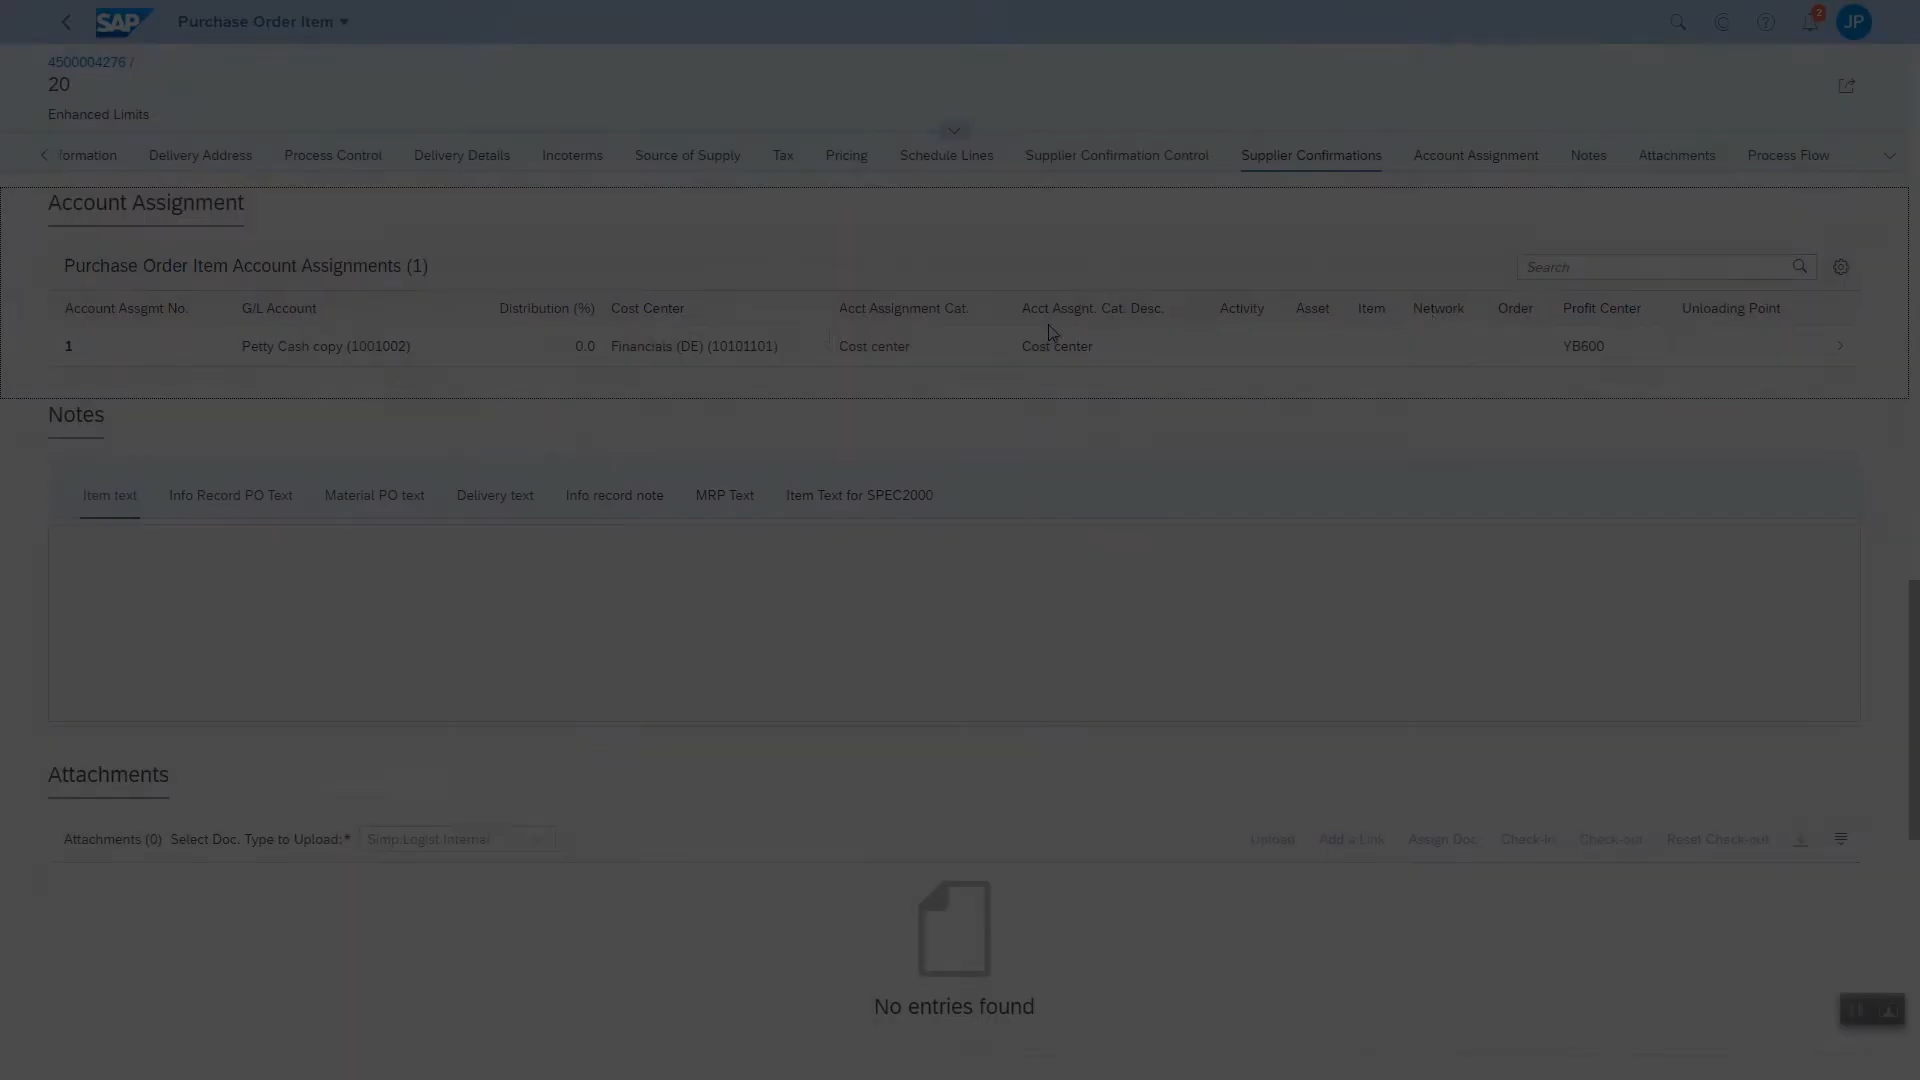 SAP Purchase Order Item 2 JP
4500004276 /
20
Enhanced Limits
formation Delivery Address Process Control Delivery Details Incoterms Source of Supply Tax Pricing Schedule Lines Supplier Confirmation Control Supplier Confirmations Account Assignment Notes Attachments Process Flow
Account Assignment
Purchase Order Item Account Assignments (1) Search
Account Assgmt No. G/L Account Distribution (%) Cost Center Acct Assignment Cat. Acct Assgnt. Cat. Desc. Activity Asset Item Network Order Profit Center Unloading Point
1 Petty Cash copy (1001002) 0.0 Financials (DE) (10101101) Cost center Cost center YB600
Notes
Item text Info Record PO Text Material PO text Delivery text Info record note MRP Text Item Text for SPEC2000
Attachments
Attachments (0) Select Doc. Type to Upload:* Simp.Logist Internal Upload Add a Link Assign Doc Check-in Check-out Reset Check-out
No entries found